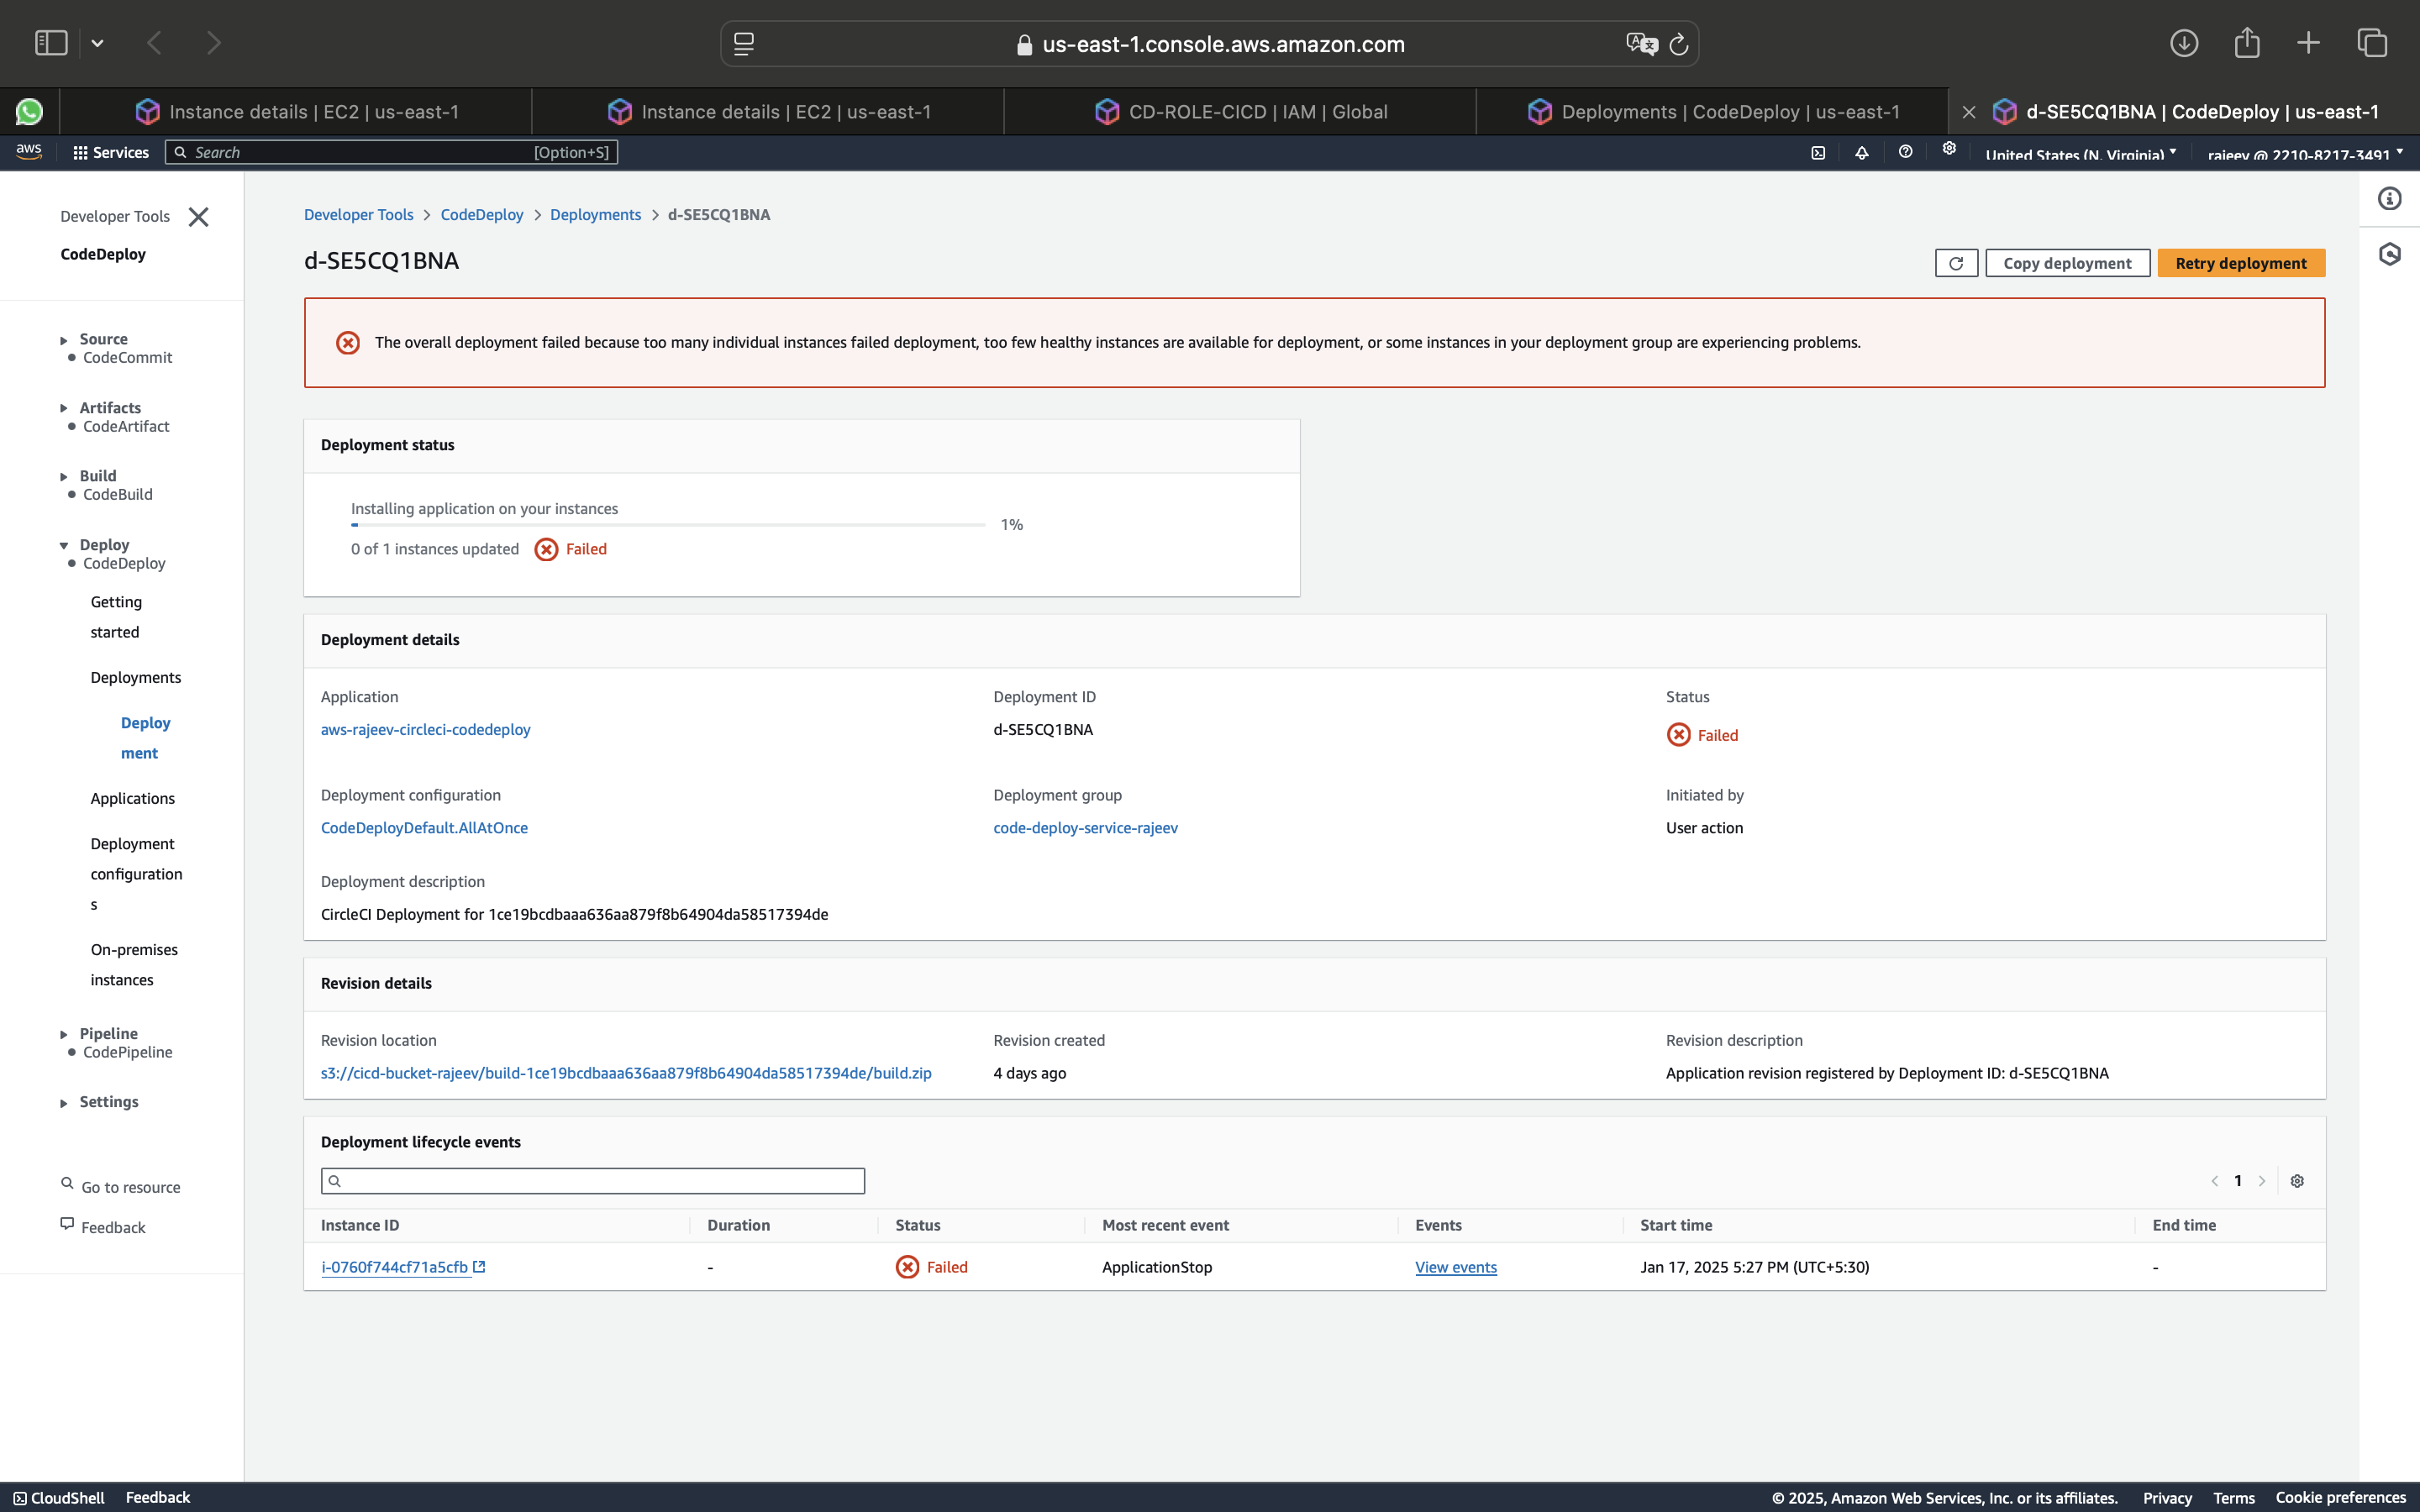 us-east-1.console.aws.amazon.com
Instance details | EC2 | us-east-1
Instance details | EC2 | us-east-1
CD-ROLE-CICD | IAM | Global
Deployments | CodeDeploy | us-east-1
d-SE5CQ1BNA | CodeDeploy | us-east-1
aws
Services
Search
[Option+S]
United States (N. Virginia)
rajeev @ 2210-8217-3491
Developer Tools
CodeDeploy
Source
CodeCommit
Artifacts
CodeArtifact
Build
CodeBuild
Deploy
CodeDeploy
Getting
started
Deployments
Deploy
ment
Applications
Deployment
configuration
s
On-premises
instances
Pipeline
CodePipeline
Settings
Go to resource
Feedback
Developer Tools > CodeDeploy > Deployments > d-SE5CQ1BNA
d-SE5CQ1BNA
Copy deployment
Retry deployment
The overall deployment failed because too many individual instances failed deployment, too few healthy instances are available for deployment, or some instances in your deployment group are experiencing problems.
Deployment status
Installing application on your instances
1%
0 of 1 instances updated
Failed
Deployment details
Application
aws-rajeev-circleci-codedeploy
Deployment ID
d-SE5CQ1BNA
Status
Failed
Deployment configuration
CodeDeployDefault.AllAtOnce
Deployment group
code-deploy-service-rajeev
Initiated by
User action
Deployment description
CircleCI Deployment for 1ce19bcdbaaa636aa879f8b64904da58517394de
Revision details
Revision location
s3://cicd-bucket-rajeev/build-1ce19bcdbaaa636aa879f8b64904da58517394de/build.zip
Revision created
4 days ago
Revision description
Application revision registered by Deployment ID: d-SE5CQ1BNA
Deployment lifecycle events
1
Instance ID Duration Status Most recent event Events Start time End time
i-0760f744cf71a5cfb - Failed ApplicationStop View events Jan 17, 2025 5:27 PM (UTC+5:30) -
CloudShell
Feedback
© 2025, Amazon Web Services, Inc. or its affiliates.
Privacy
Terms
Cookie preferences